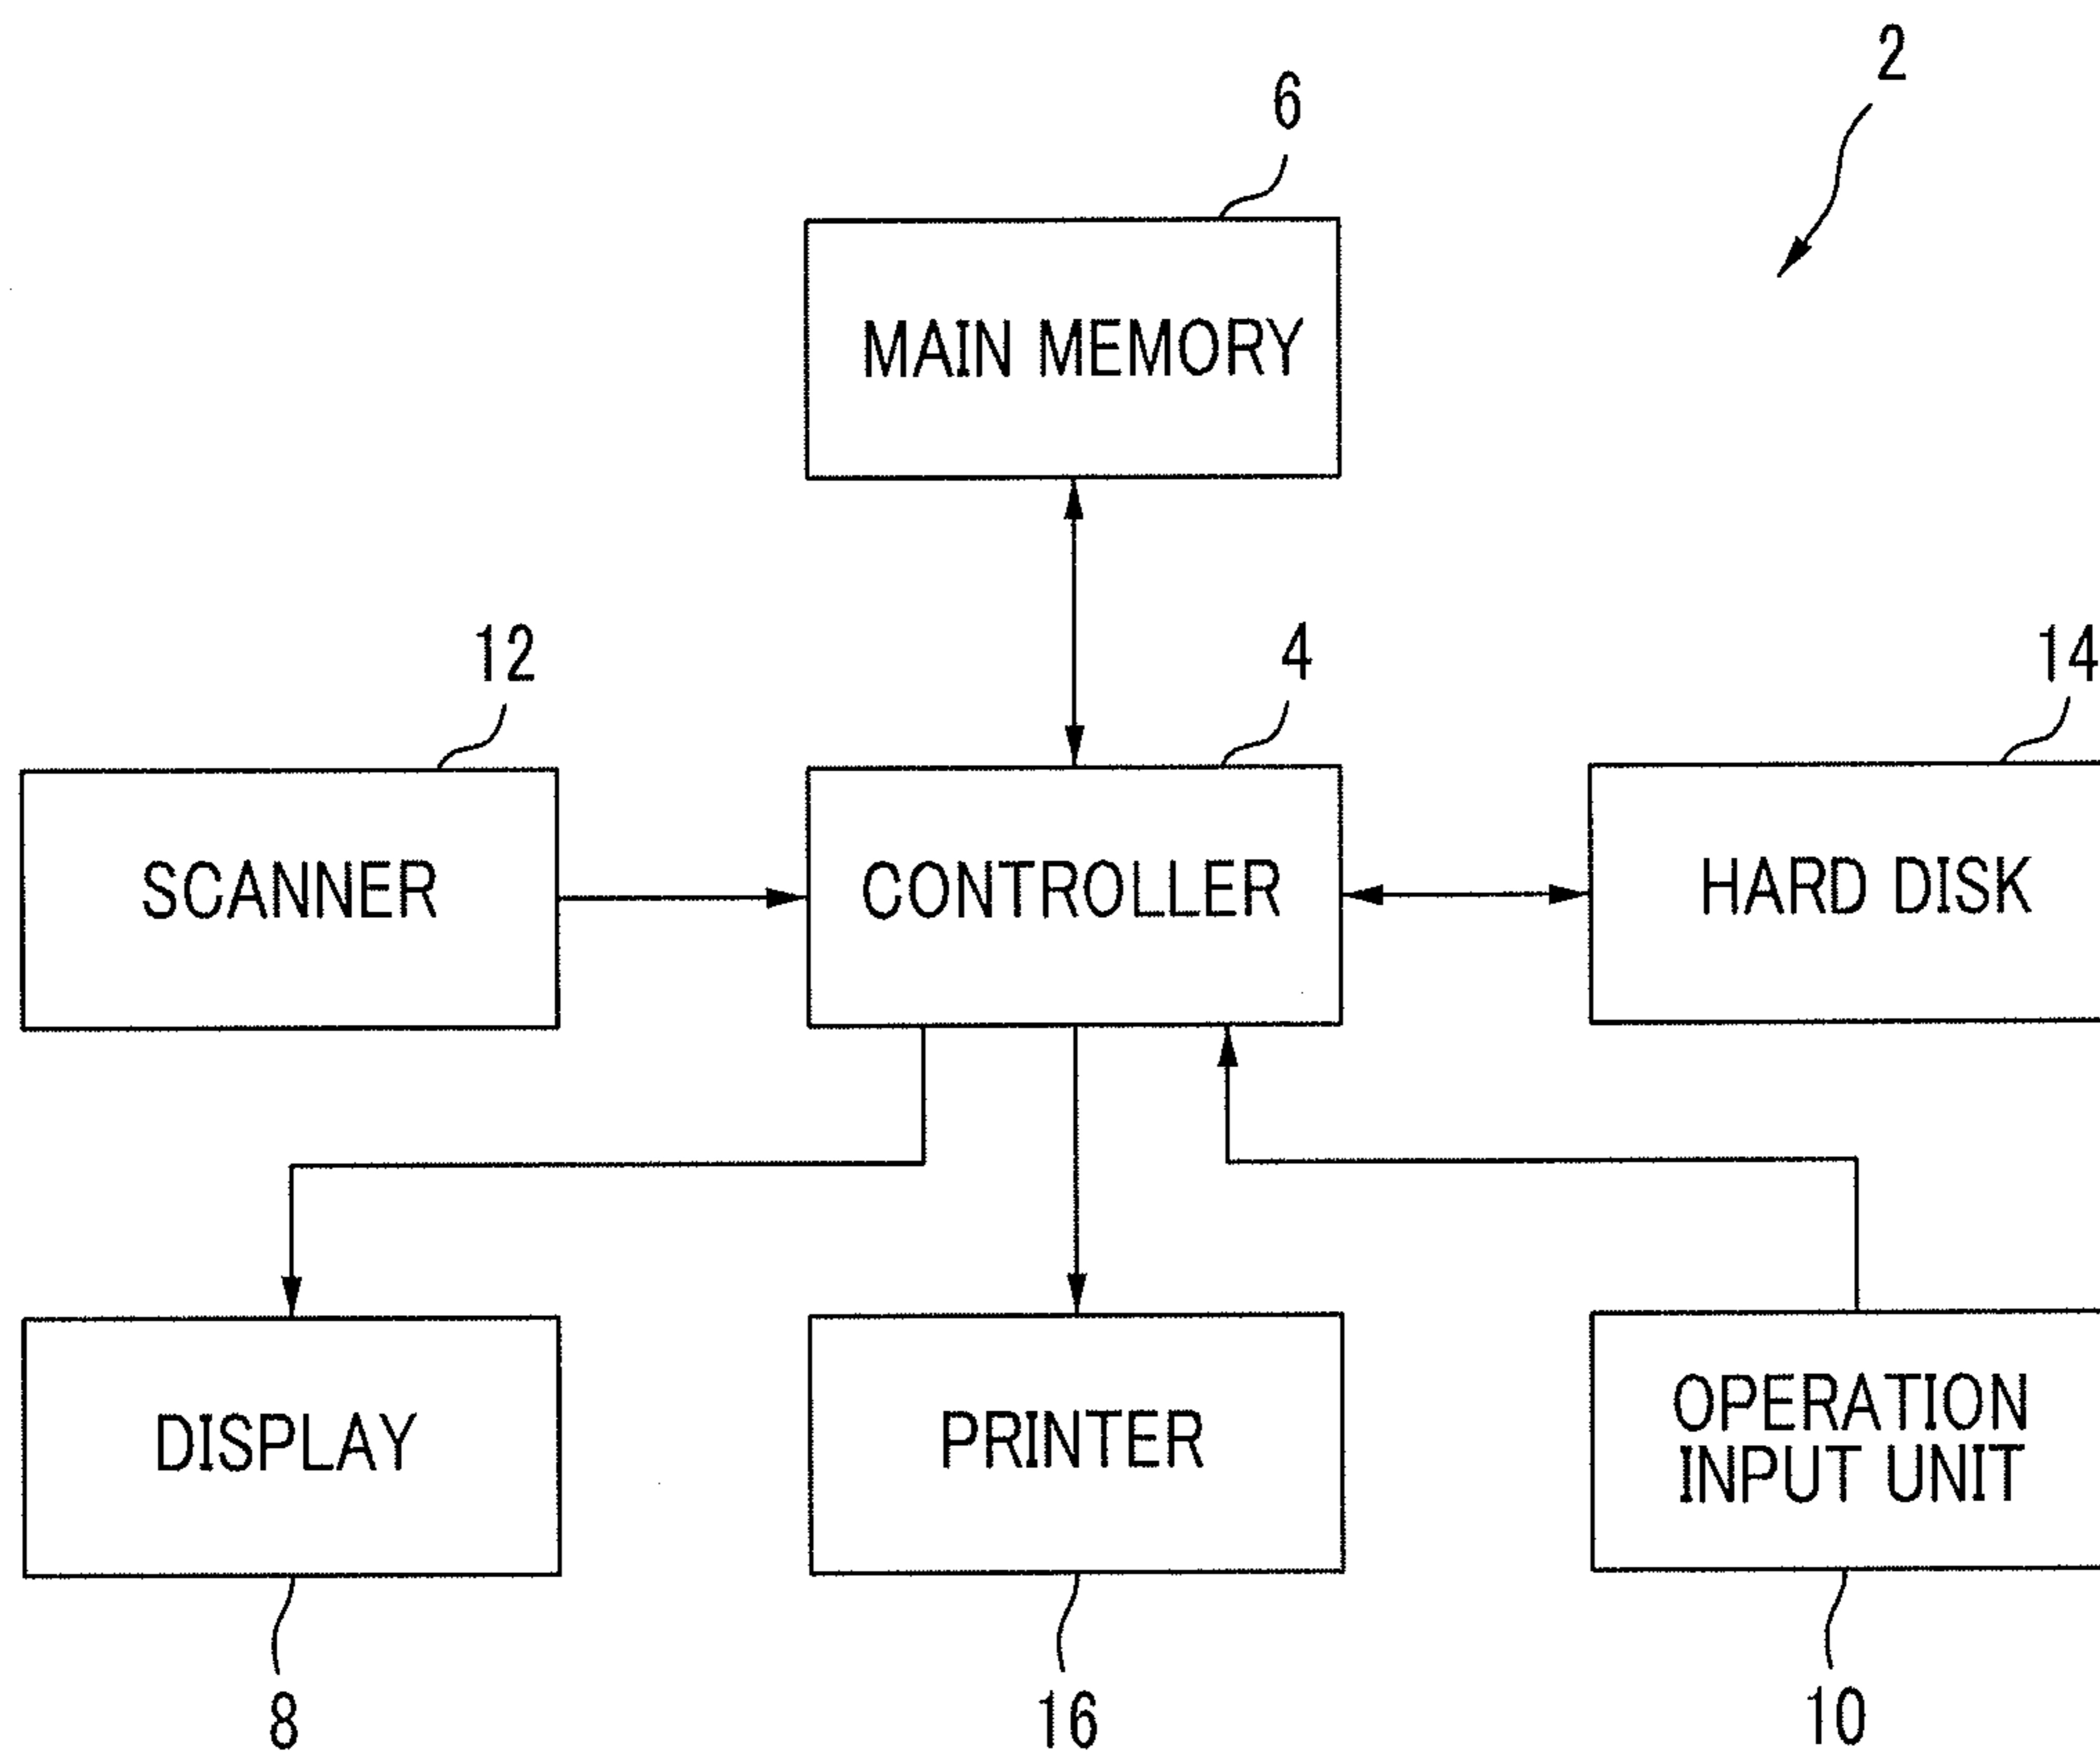 2
6
MAIN MEMORY
12
4
14
SCANNER
CONTROLLER
HARD DISK
DISPLAY
PRINTER
OPERATION
INPUT UNIT
8
16
10